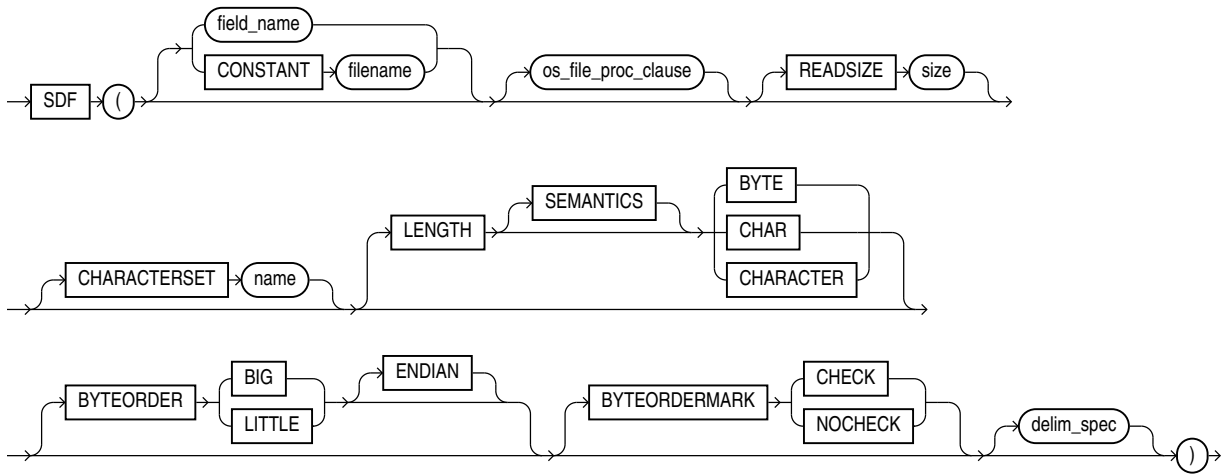 field_name
CONSTANT filename os_file_proc_clause READSIZE size
SDF (
SEMANTICS BYTE
LENGTH CHAR
CHARACTERSET name CHARACTER
BIG ENDIAN CHECK
BYTEORDER BYTEORDERMARK
LITTLE NOCHECK delim_spec
)